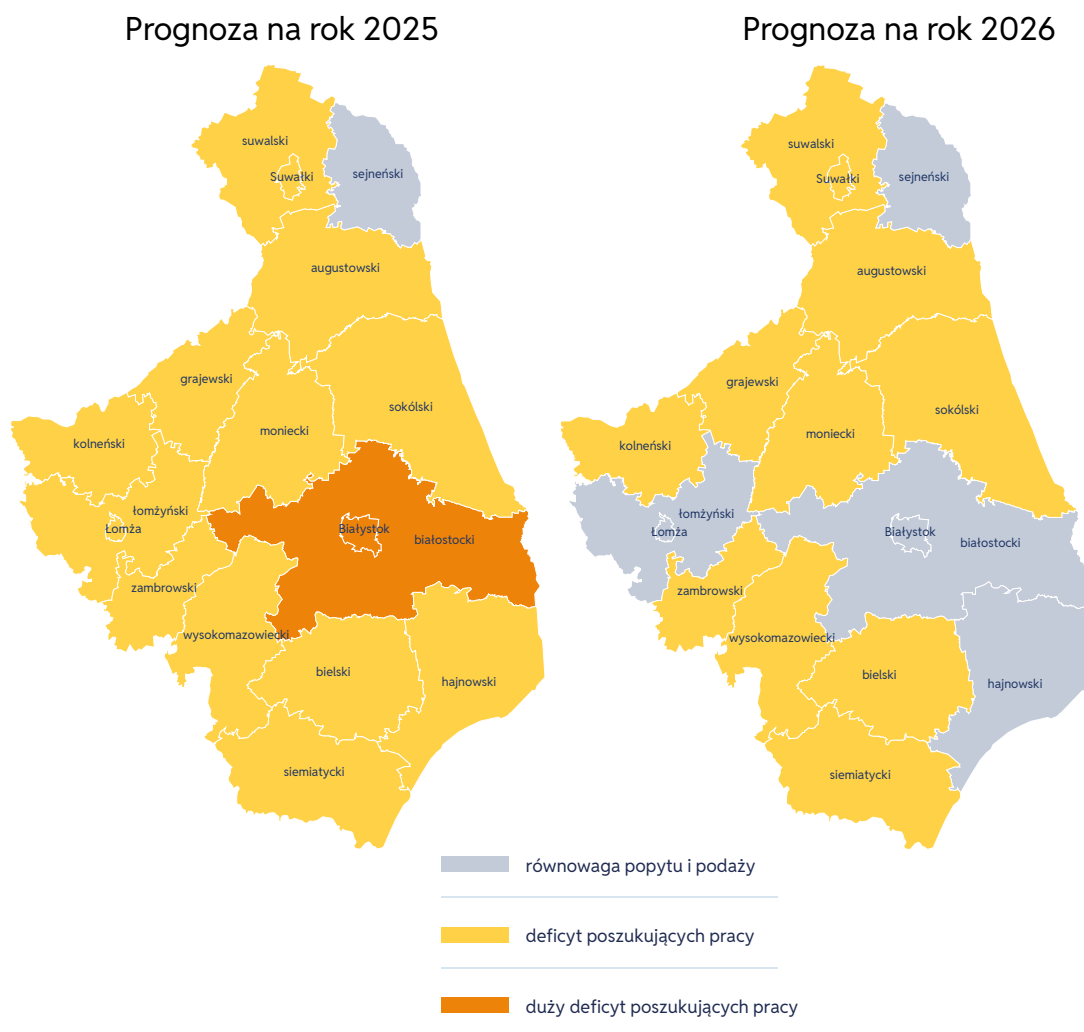 Prognoza na rok 2025
suwalski
Suwałki
sejneński
augustowski
grajewski
sokólski
moniecki
kolneński
łomżyński
Łomża
Białystok
białostocki
zambrowski
wysokomazowiecki
bielski
hajnowski
siemiatycki
Prognoza na rok 2026
suwalski
Suwałki
sejneński
augustowski
grajewski
sokólski
moniecki
kolneński
łomżyński
Łomża
Białystok
białostocki
zambrowski
wysokomazowiecki
bielski
hajnowski
siemiatycki
równowaga popytu i podaży
deficyt poszukujących pracy
duży deficyt poszukujących pracy